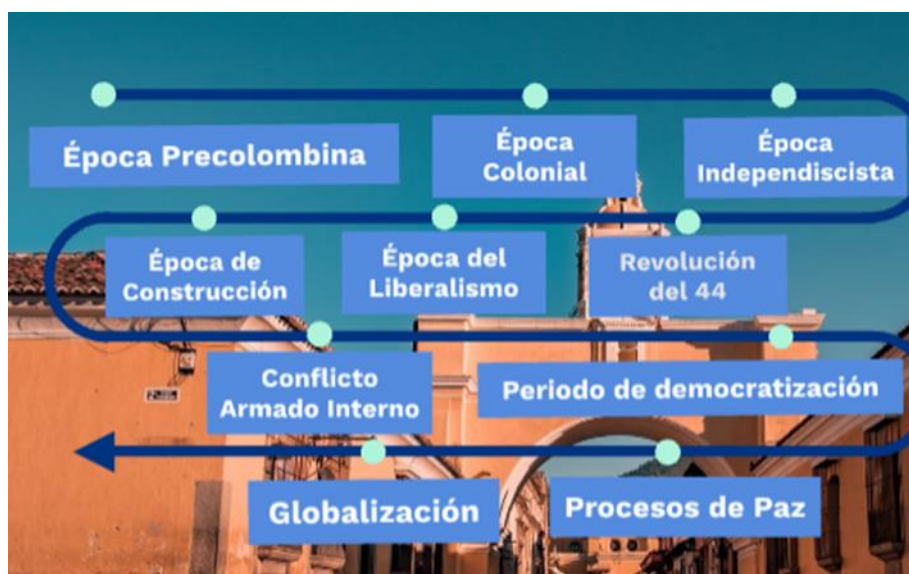 Época Precolombina
Época
Colonial
Época
Independiscista
Época de
Construcción
Época del
Liberalismo
Revolución
del 44
Conflicto
Armado Interno
Periodo de democratización
Globalización
Procesos de Paz